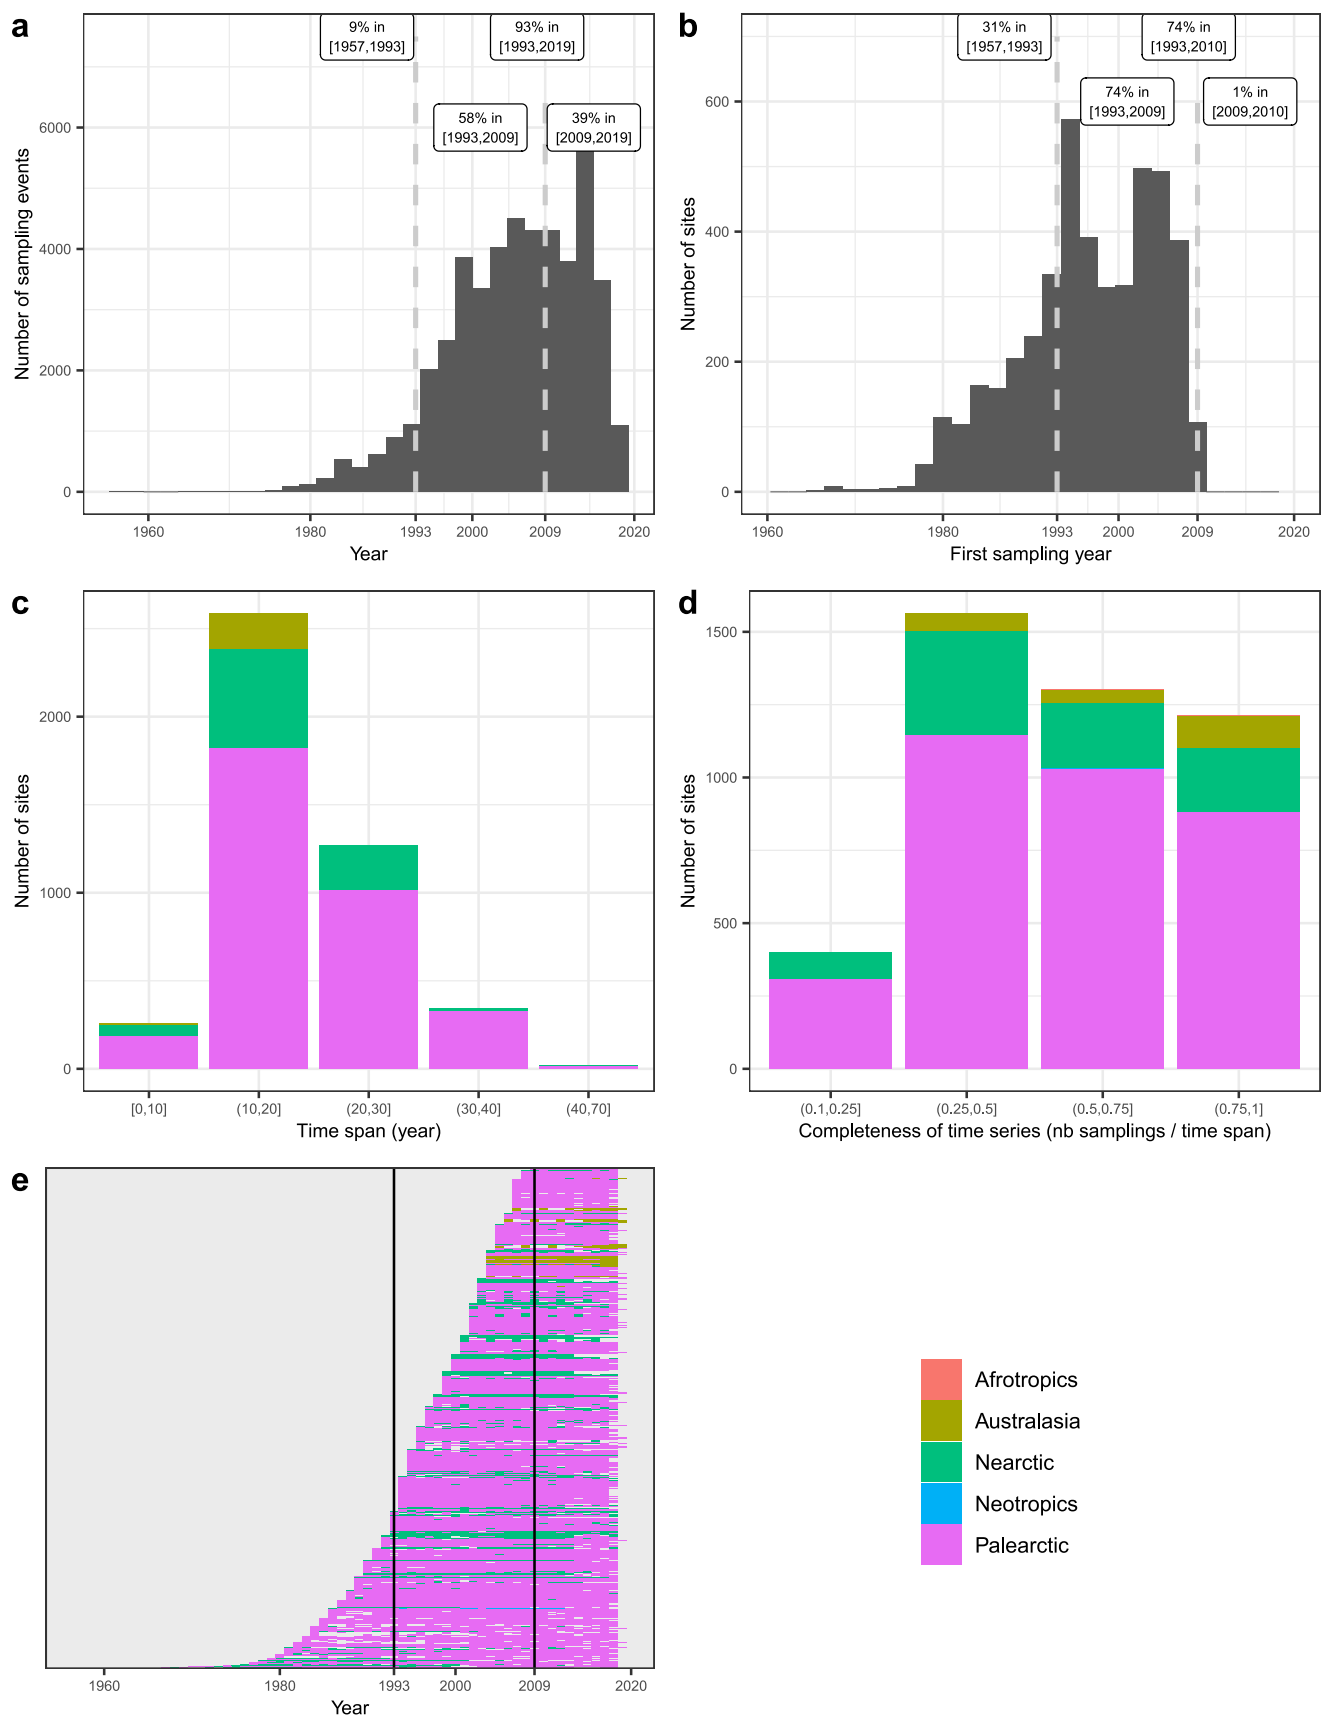 a
9% in
[1957,1993]
93% in
[1993,2019]
58% in
[1993,2009]
39% in
[2009,2019]
Number of sampling events
6000
4000
2000
0
1960
1980
1993
2000
2009
2020
Year
b
31% in
[1957,1993]
74% in
[1993,2010]
74% in
[1993,2009]
1% in
[2009,2010]
Number of sites
600
400
200
0
1960
1980
1993
2000
2009
2020
First sampling year
c
Number of sites
2000
1000
0
[0,10]
(10,20]
(20,30]
(30,40]
(40,70]
Time span (year)
d
Number of sites
1500
1000
500
0
(0.1,0.25]
(0.25,0.5]
(0.5,0.75]
(0.75,1]
Completeness of time series (nb samplings / time span)
e
1960
1980
1993
2000
2009
2020
Year
Afrotropics
Australasia
Nearctic
Neotropics
Palearctic